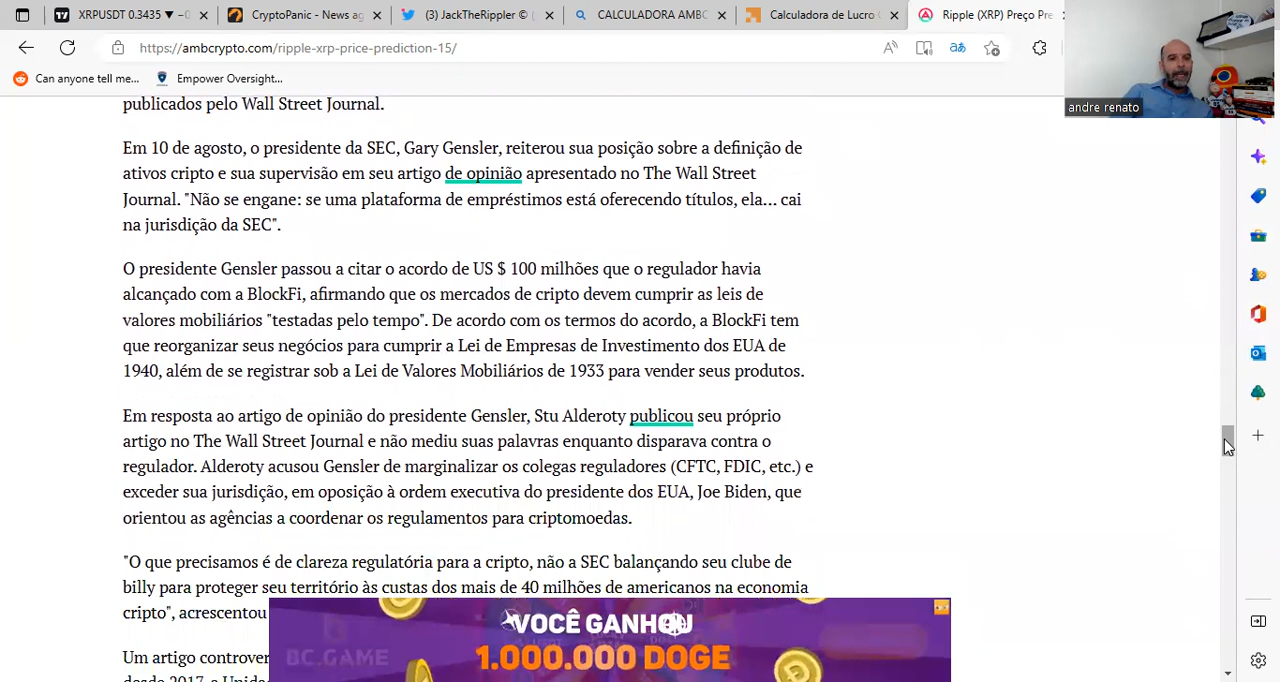 XRPUSDT 0.3435 ▼ −0
CryptoPanic - News ag
(3) JackTheRippler ©
CALCULADORA AMBC
Calculadora de Lucro
Ripple (XRP) Preço Pre
https://ambcrypto.com/ripple-xrp-price-prediction-15/
Can anyone tell me...
Empower Oversight...
andre renato
publicados pelo Wall Street Journal.
Em 10 de agosto, o presidente da SEC, Gary Gensler, reiterou sua posição sobre a definição de
ativos cripto e sua supervisão em seu artigo de opinião apresentado no The Wall Street
Journal. "Não se engane: se uma plataforma de empréstimos está oferecendo títulos, ela... cai
na jurisdição da SEC".
O presidente Gensler passou a citar o acordo de US $ 100 milhões que o regulador havia
alcançado com a BlockFi, afirmando que os mercados de cripto devem cumprir as leis de
valores mobiliários "testadas pelo tempo". De acordo com os termos do acordo, a BlockFi tem
que reorganizar seus negócios para cumprir a Lei de Empresas de Investimento dos EUA de
1940, além de se registrar sob a Lei de Valores Mobiliários de 1933 para vender seus produtos.
Em resposta ao artigo de opinião do presidente Gensler, Stu Alderoty publicou seu próprio
artigo no The Wall Street Journal e não mediu suas palavras enquanto disparava contra o
regulador. Alderoty acusou Gensler de marginalizar os colegas reguladores (CFTC, FDIC, etc.) e
exceder sua jurisdição, em oposição à ordem executiva do presidente dos EUA, Joe Biden, que
orientou as agências a coordenar os regulamentos para criptomoedas.
"O que precisamos é de clareza regulatória para a cripto, não a SEC balançando seu clube de
billy para proteger seu território às custas dos mais de 40 milhões de americanos na economia
cripto", acrescentou
VOCÊ GANHOU
BC.GAME
1.000.000 DOGE
Um artigo controver
desde 2017, a Unida